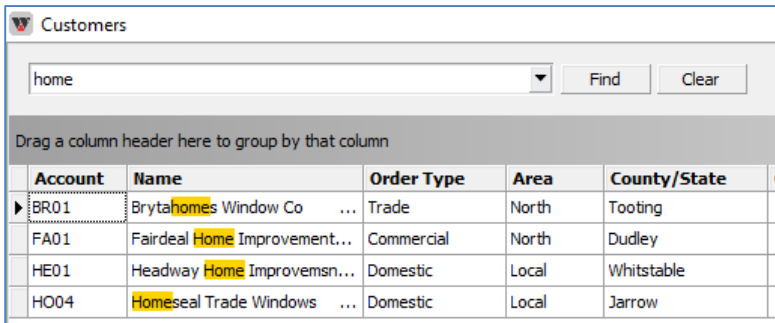 Customers
home Find Clear
Drag a column header here to group by that column
Account Name Order Type Area County/State
BR01 Brytahomes Window Co ... Trade North Tooting
FA01 Fairdeal Home Improvement... Commercial North Dudley
HE01 Headway Home Improvemsn... Domestic Local Whitstable
HO04 Homeseal Trade Windows ... Domestic Local Jarrow